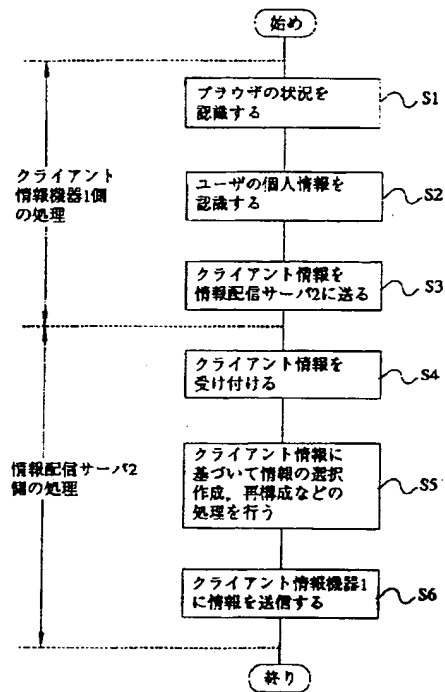 始め
ブラウザの状況を
認識する
S1
ユーザの個人情報を
認識する
S2
クライアント
情報機器1側
の処理
クライアント情報を
情報配信サーバ2に送る
S3
クライアント情報を
受け付ける
S4
クライアント情報に
基づいて情報の選択
作成,再構成などの
処理を行う
S5
情報配信サーバ2
側の処理
クライアント情報機器1
に情報を送信する
S6
終り